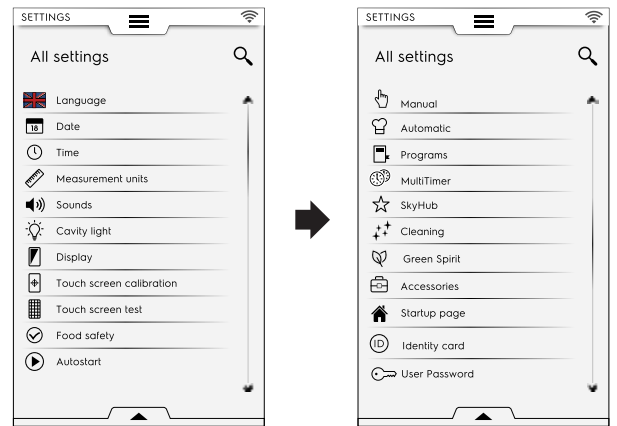 SETTINGS
All settings
Language
18
Date
Time
Measurement units
Sounds
Cavity light
Display
Touch screen calibration
Touch screen test
Food safety
Autostart
SETTINGS
All settings
Manual
Automatic
Programs
MultiTimer
SkyHub
Cleaning
Green Spirit
Accessories
Startup page
ID
Identity card
User Password